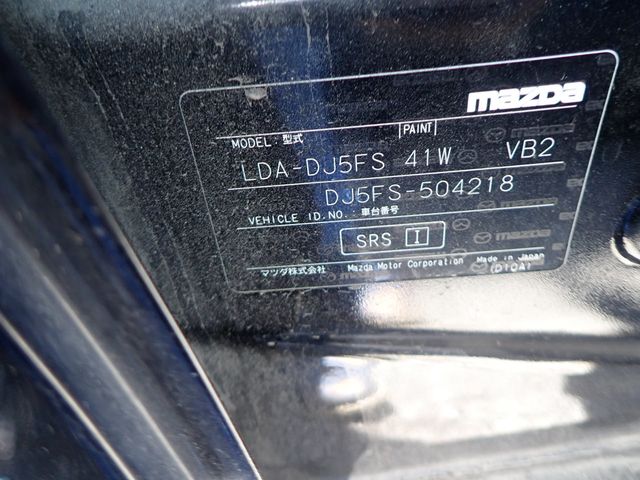 mazda
MODEL. 型式 PAINT
LDA-DJ5FS 41W VB2
DJ5FS-504218
VEHICLE ID.NO.: 車台番号
SRS I
マツダ株式会社 Mazda Motor Corporation Made in Japan
(D10A)